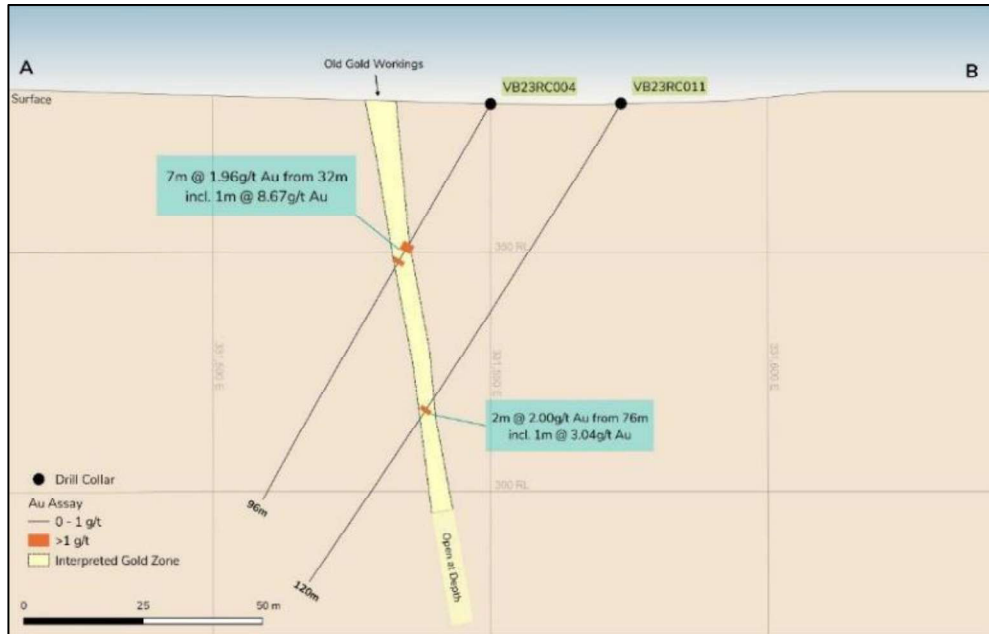 A
Old Gold Workings
B
Surface
VB23RC004
VB23RC011
7m @ 1.96g/t Au from 32m
incl. 1m @ 8.67g/t Au
350 RL
2m @ 2.00g/t Au from 76m
incl. 1m @ 3.04g/t Au
300 RL
96m
120m
Open at Depth
Drill Collar
Au Assay
0 - 1 g/t
>1 g/t
Interpreted Gold Zone
0 25 50 m